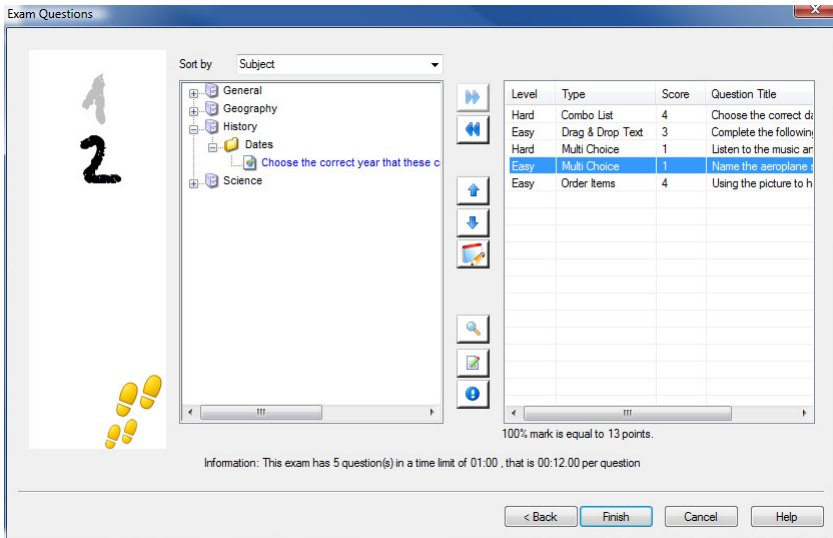 Exam Questions
1
2
Sort by Subject
General
Geography
History
Dates
Choose the correct year that these c
Science
Level Type Score Question Title
Hard Combo List 4 Choose the correct da
Easy Drag & Drop Text 3 Complete the following
Hard Multi Choice 1 Listen to the music an
Easy Multi Choice 1 Name the aeroplane s
Easy Order Items 4 Using the picture to h
100% mark is equal to 13 points.
Information: This exam has 5 question(s) in a time limit of 01:00 , that is 00:12.00 per question
< Back Finish Cancel Help